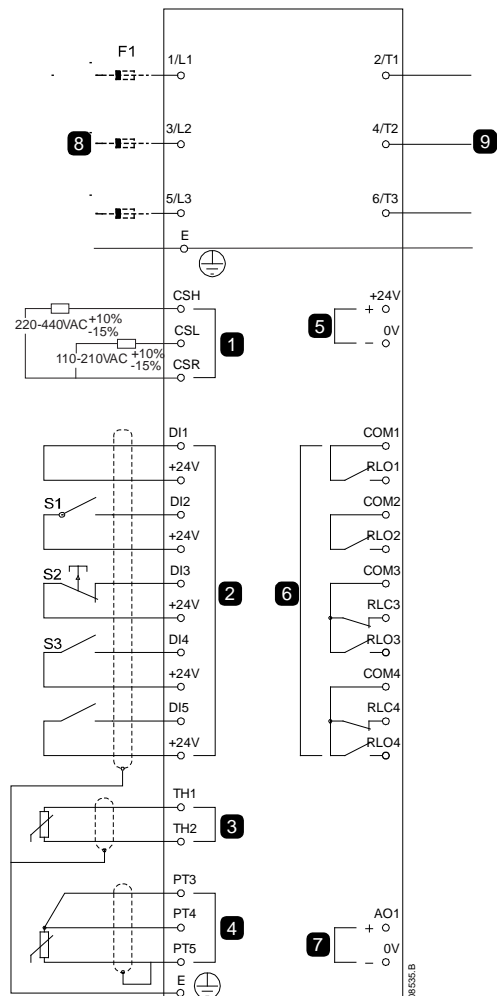 F1
1/L1
2/T1
8
3/L2
4/T2
9
5/L3
6/T3
E
CSH
+24V
220-440VAC +10%
-15%
CSL
1
5
+
0V
110-210VAC +10%
-15%
CSR
–
DI1
COM1
+24V
RLO1
S1
DI2
COM2
+24V
RLO2
S2
DI3
COM3
2
6
+24V
RLC3
S3
DI4
RLO3
+24V
COM4
DI5
RLC4
+24V
RLO4
TH1
3
TH2
PT3
PT4
4
AO1
+
7
PT5
0V
–
E